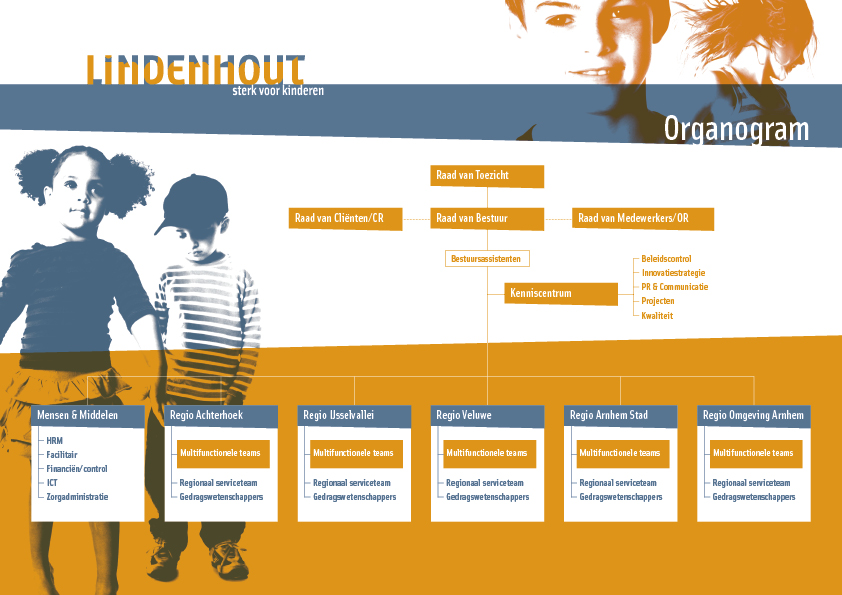 LINDENHOUT
sterk voor kinderen
Organogram
Raad van Toezicht
Raad van Cliënten/CR
Raad van Bestuur
Raad van Medewerkers/OR
Bestuursassistenten
Kenniscentrum
Beleidscontrol
Innovatiestrategie
PR & Communicatie
Projecten
Kwaliteit
Mensen & Middelen
HRM
Facilitair
Financiën/control
ICT
Zorgadministratie
Regio Achterhoek
Multifunctionele teams
Regionaal serviceteam
Gedragswetenschappers
Regio IJsselvallei
Multifunctionele teams
Regionaal serviceteam
Gedragswetenschappers
Regio Veluwe
Multifunctionele teams
Regionaal serviceteam
Gedragswetenschappers
Regio Arnhem Stad
Multifunctionele teams
Regionaal serviceteam
Gedragswetenschappers
Regio Omgeving Arnhem
Multifunctionele teams
Regionaal serviceteam
Gedragswetenschappers